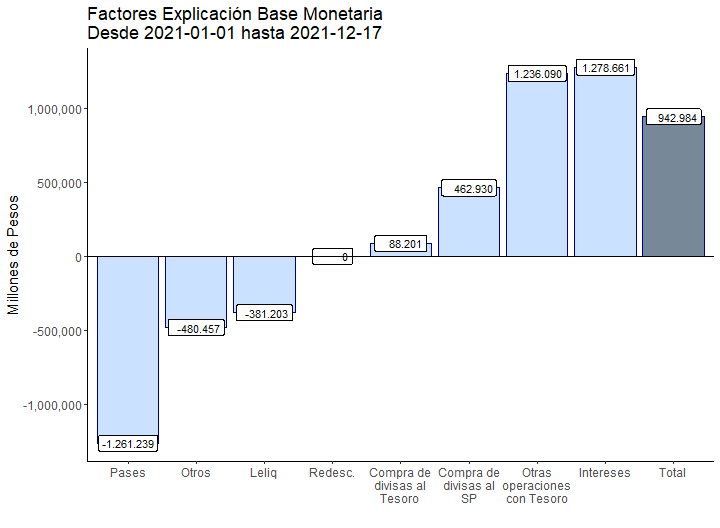 Factores Explicación Base Monetaria
Desde 2021-01-01 hasta 2021-12-17
Millones de Pesos
1,000,000
500,000
0
-500,000
-1,000,000
-1.261.239
-480.457
-381.203
0
88.201
462.930
1.236.090
1.278.661
942.984
Pases
Otros
Leliq
Redesc.
Compra de
divisas al
Tesoro
Compra de
divisas al
SP
Otras
operaciones
con Tesoro
Intereses
Total